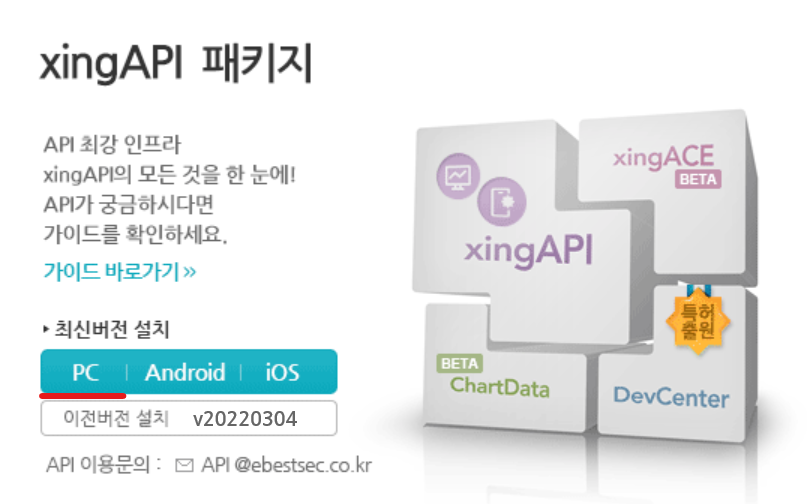 xingAPI 패키지
API 최강 인프라
xingAPI의 모든 것을 한 눈에!
API가 궁금하시다면
가이드를 확인하세요.
가이드 바로가기 »
▸ 최신버전 설치
PC | Android | iOS
이전버전 설치 v20220304
API 이용문의 : API @ebestsec.co.kr
xingACE
BETA
xingAPI
특허
출원
BETA
ChartData
DevCenter